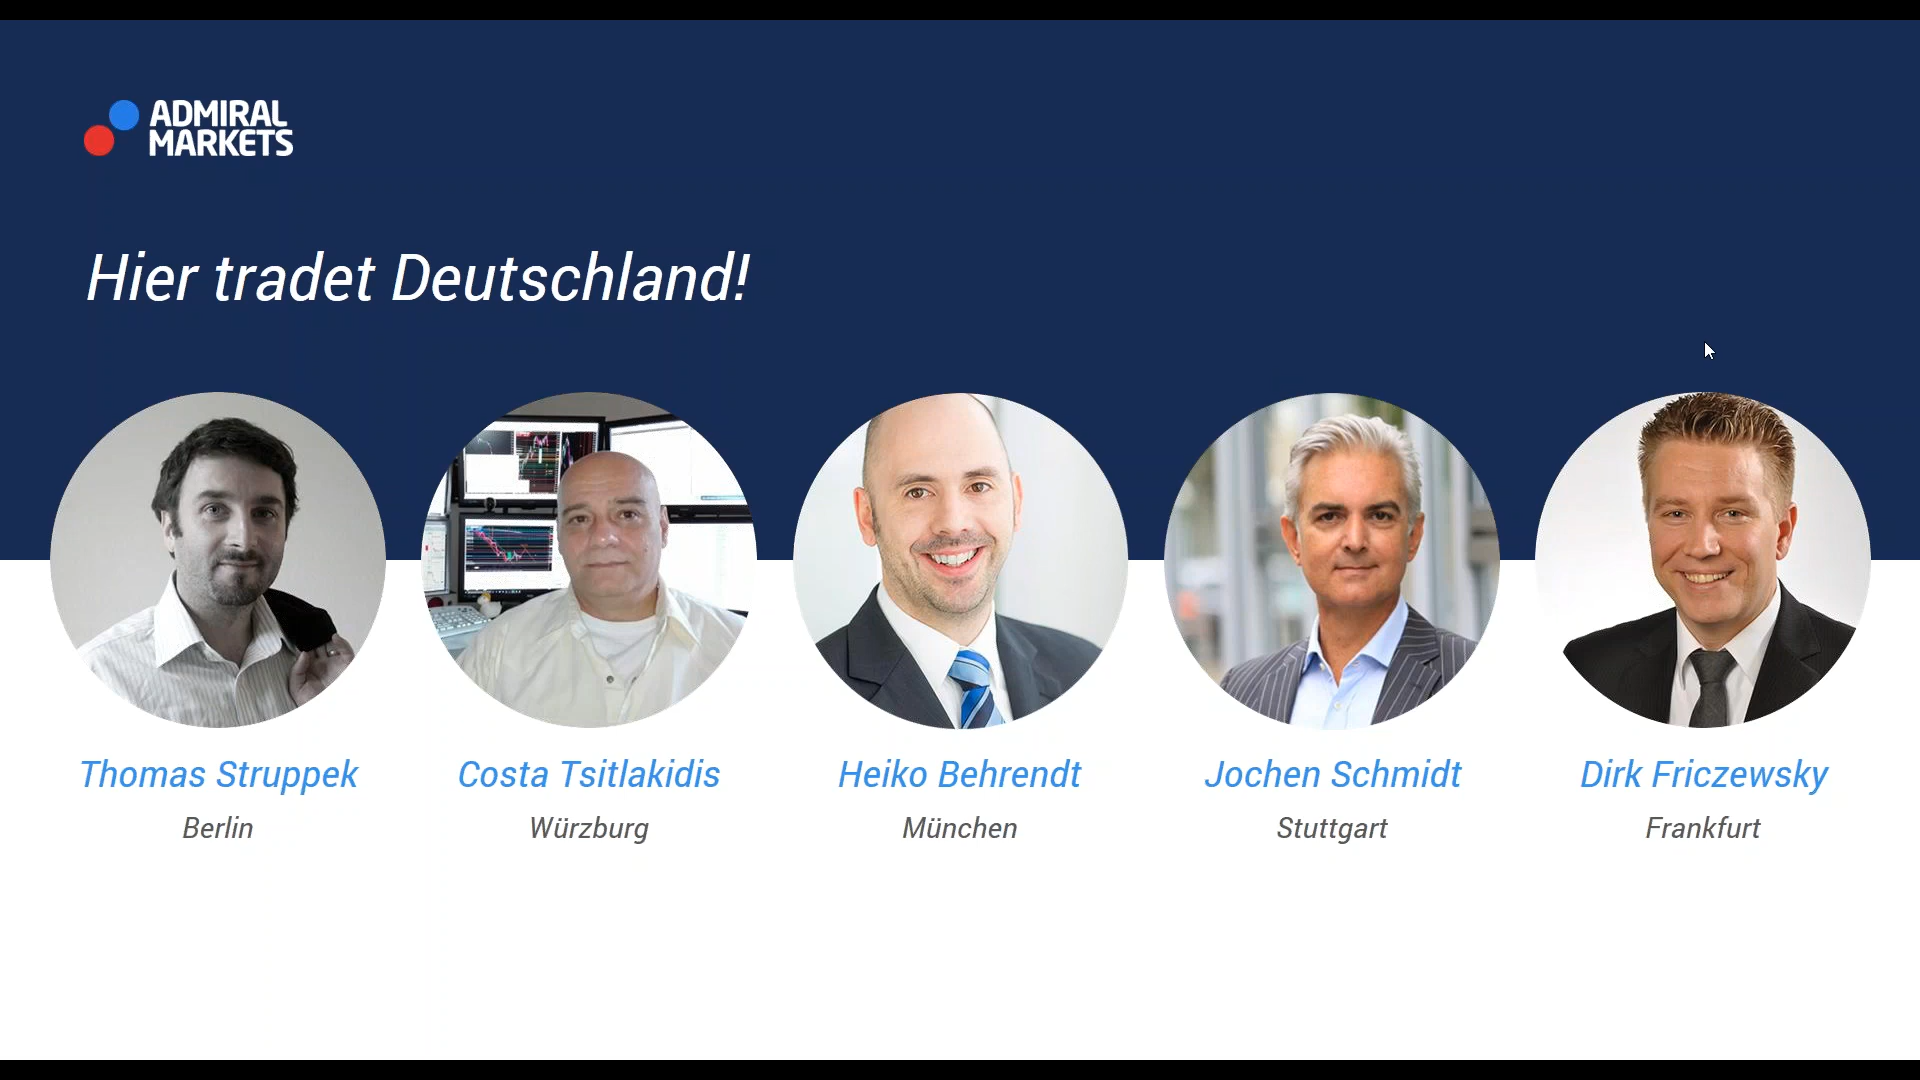 ADMIRAL
MARKETS
Hier tradet Deutschland!
Thomas Struppek
Costa Tsitlakidis
Heiko Behrendt
Jochen Schmidt
Dirk Friczewsky
Berlin
Würzburg
München
Stuttgart
Frankfurt